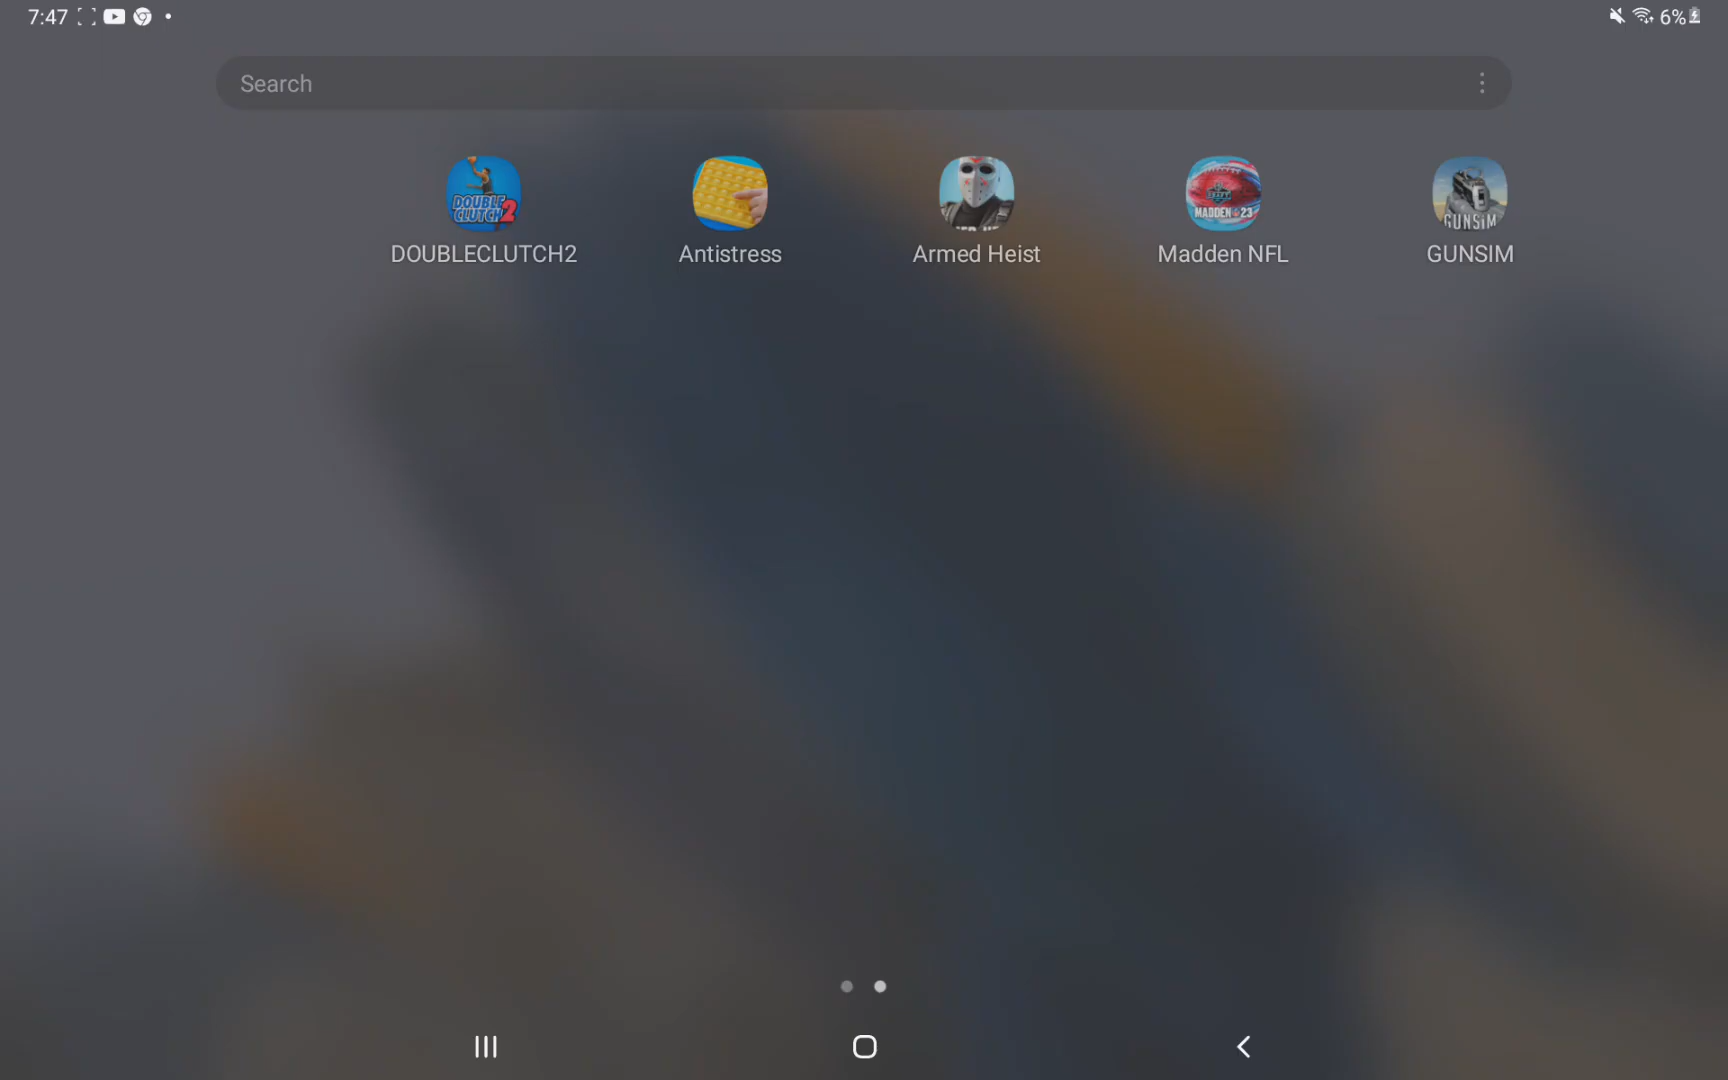 7:47
6%
Search
DOUBLE CLUTCH 2
MADDEN 23
GUNSIM
DOUBLECLUTCH2
Antistress
Armed Heist
Madden NFL
GUNSIM